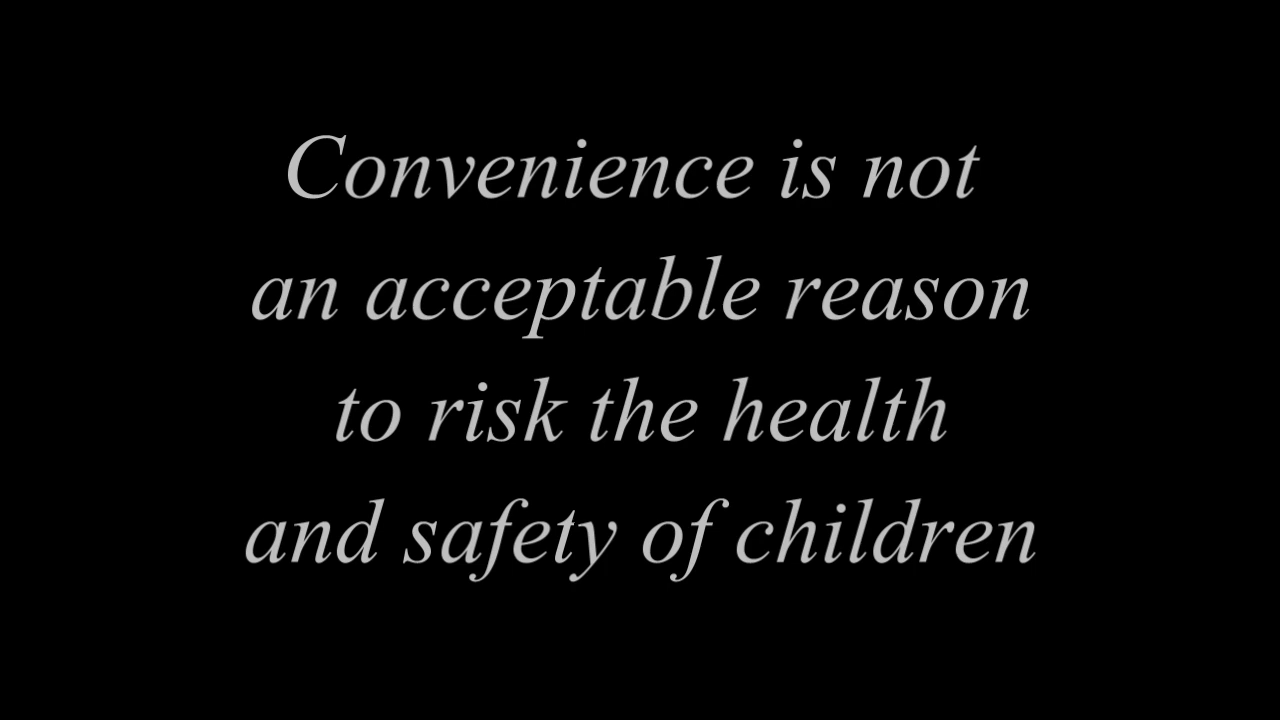 Convenience is not
an acceptable reason
to risk the health
and safety of children